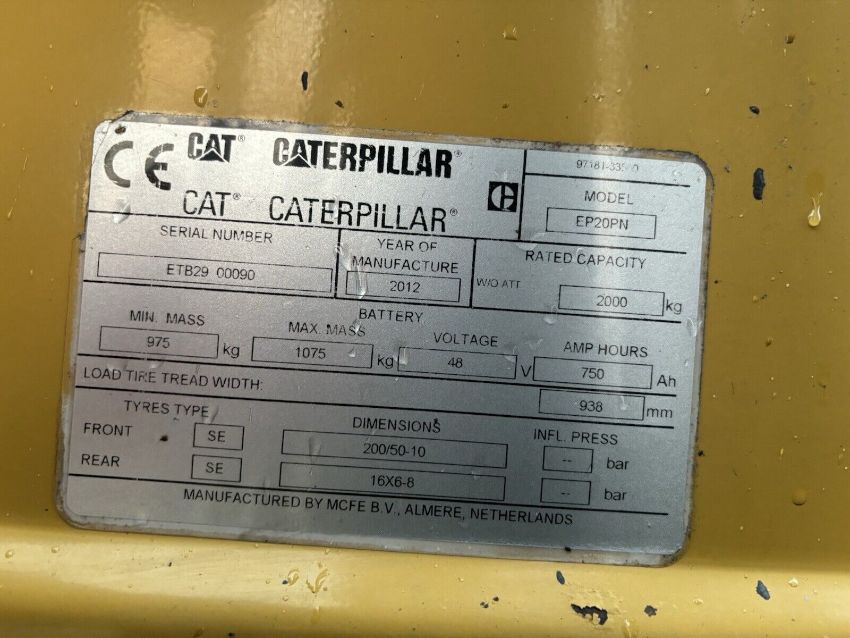 CE CAT® CATERPILLAR®
CAT® CATERPILLAR®
MODEL
EP20PN
SERIAL NUMBER
ETB29 00090
YEAR OF
MANUFACTURE
2012
RATED CAPACITY
W/O ATT 2000 kg
BATTERY
MIN. MASS MAX. MASS VOLTAGE AMP HOURS
975 kg 1075 kg 48 V 750 Ah
LOAD TIRE TREAD WIDTH: 938 mm
TYRES TYPE DIMENSIONS INFL. PRESS
FRONT SE 200/50-10 -- bar
REAR SE 16X6-8 -- bar
MANUFACTURED BY MCFE B.V., ALMERE, NETHERLANDS